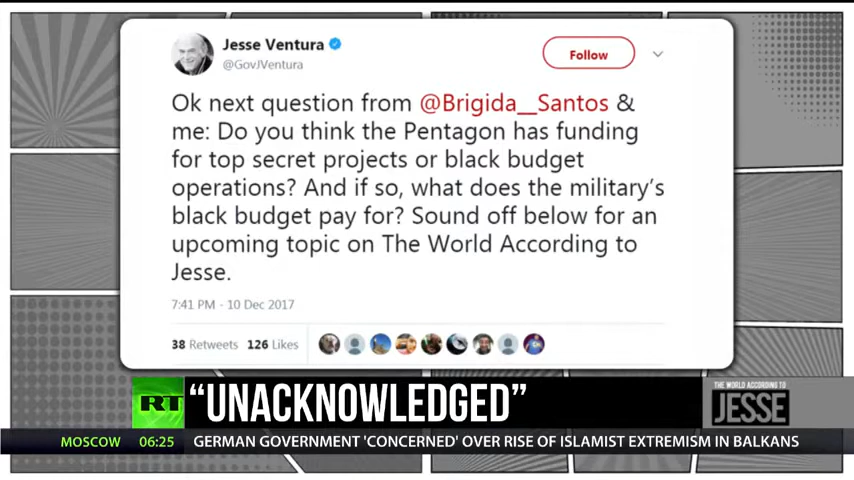 Jesse Ventura
@GovJVentura
Follow
Ok next question from @Brigida__Santos &
me: Do you think the Pentagon has funding
for top secret projects or black budget
operations? And if so, what does the military's
black budget pay for? Sound off below for an
upcoming topic on The World According to
Jesse.
7:41 PM - 10 Dec 2017
38 Retweets 126 Likes
RT "UNACKNOWLEDGED"
THE WORLD ACCORDING TO
JESSE
MOSCOW 06:25 GERMAN GOVERNMENT 'CONCERNED' OVER RISE OF ISLAMIST EXTREMISM IN BALKANS